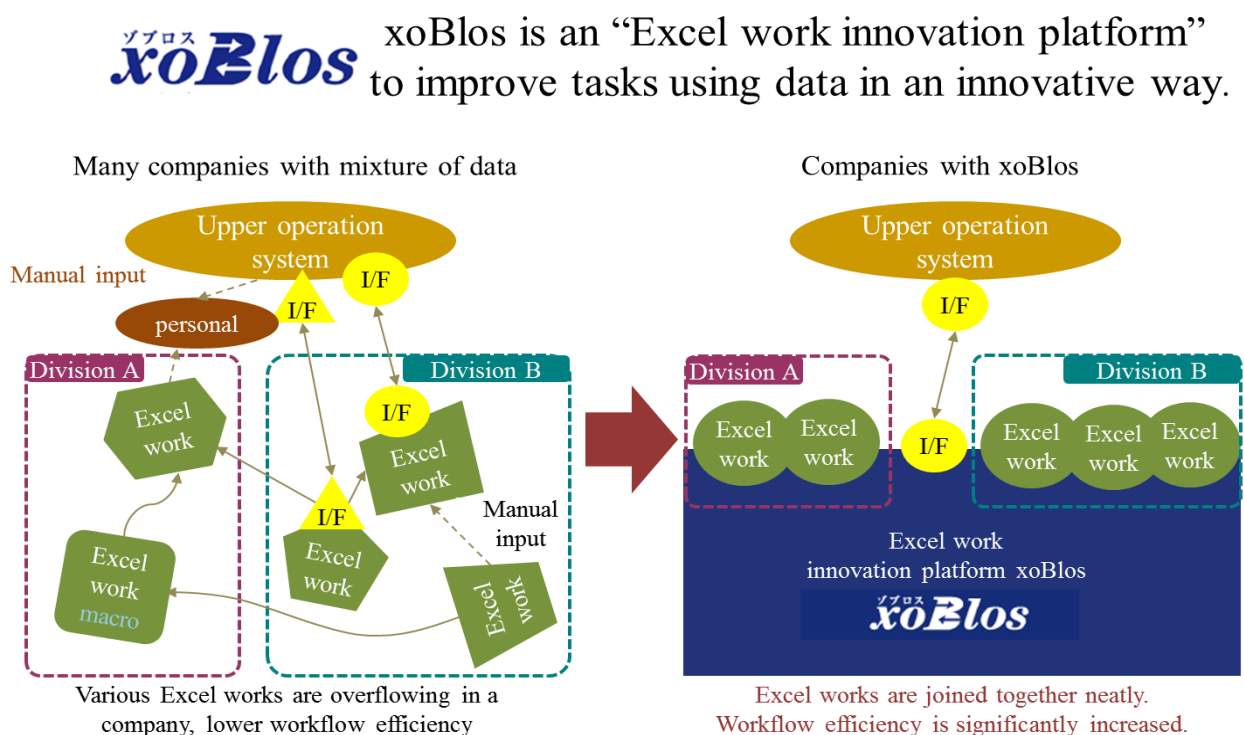 ゾブロス
xoBlos
xoBlos is an “Excel work innovation platform”
to improve tasks using data in an innovative way.
Many companies with mixture of data
Upper operation
system
Manual input
I/F
I/F
personal
Division A
Division B
Excel
work
I/F
Excel
work
I/F
Excel
work
Manual
input
Excel
work
macro
Excel
work
Various Excel works are overflowing in a
company, lower workflow efficiency
Companies with xoBlos
Upper operation
system
I/F
Division A
Division B
Excel
work
Excel
work
I/F
Excel
work
Excel
work
Excel
work
Excel work
innovation platform xoBlos
ゾブロス
xoBlos
Excel works are joined together neatly.
Workflow efficiency is significantly increased.